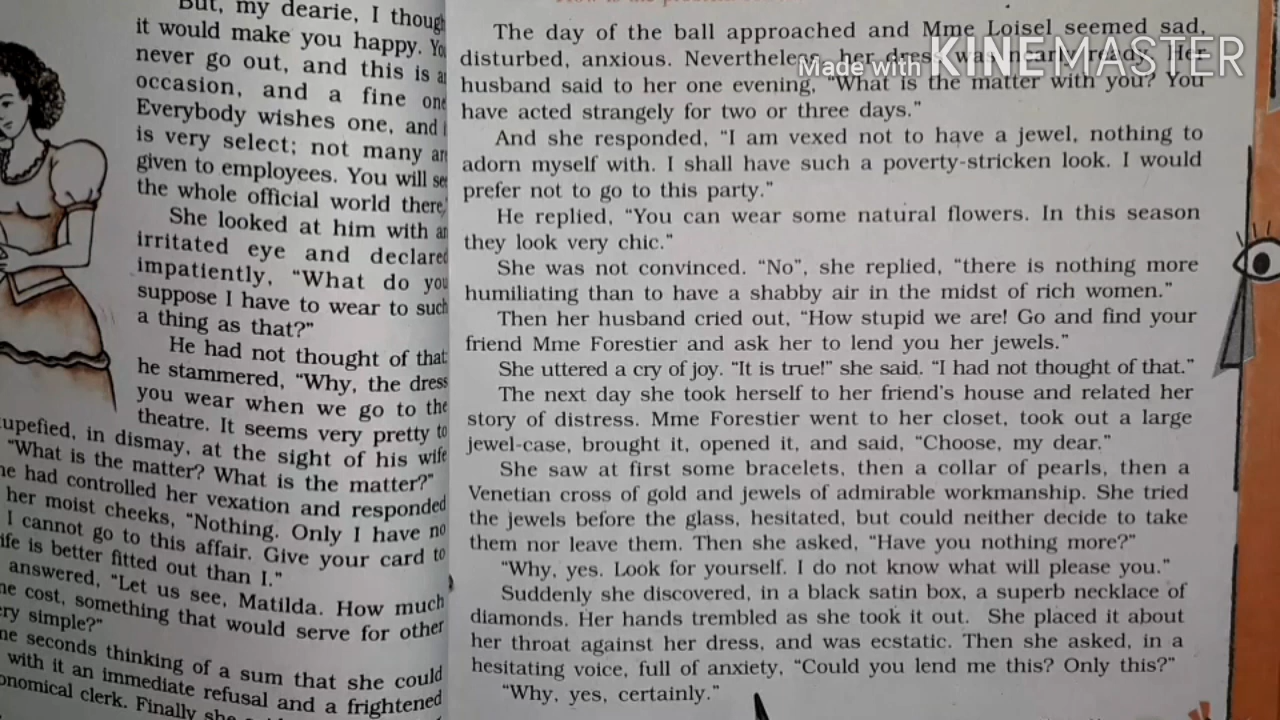 But, my dearie, I
it would make you happy.
never go out, and this is
occasion, and a fine
Everybody wishes one, and
is very select; not many
given to employees. You will
the whole official world there
She looked at him with
irritated eye and declared
impatiently, "What do you
suppose I have to wear to such
a thing as that?"
He had not thought of that
he stammered, "Why, the dress
you wear when we go to the
theatre. It seems very pretty to
in dismay, at the sight of his wife
"What is the matter? What is the matter?"
had controlled her vexation and responded
her moist cheeks, "Nothing. Only I have no
I cannot go to this affair. Give your card to
is better fitted out than I."
answered, "Let us see, Matilda. How much
cost, something that would serve for other
simple?"
seconds thinking of a sum that she could
with it an immediate refusal and a frightened
clerk. Finally she
The day of the ball approached and Mme Loisel seemed sad,
disturbed, anxious. Nevertheless, her dress was Her
Made with KINEMASTER
husband said to her one evening, "What is the matter with you? You
have acted strangely for two or three days."
And she responded, "I am vexed not to have a jewel, nothing to
adorn myself with. I shall have such a poverty-stricken look. I would
prefer not to go to this party."
He replied, "You can wear some natural flowers. In this season
they look very chic."
She was not convinced. "No", she replied, "there is nothing more
humiliating than to have a shabby air in the midst of rich women."
Then her husband cried out, "How stupid we are! Go and find your
friend Mme Forestier and ask her to lend you her jewels."
She uttered a cry of joy. "It is true!" she said. "I had not thought of that."
The next day she took herself to her friend's house and related her
story of distress. Mme Forestier went to her closet, took out a large
jewel-case, brought it, opened it, and said, "Choose, my dear."
She saw at first some bracelets, then a collar of pearls, then a
Venetian cross of gold and jewels of admirable workmanship. She tried
the jewels before the glass, hesitated, but could neither decide to take
them nor leave them. Then she asked, "Have you nothing more?"
"Why, yes. Look for yourself. I do not know what will please you."
Suddenly she discovered, in a black satin box, a superb necklace of
diamonds. Her hands trembled as she took it out. She placed it about
her throat against her dress, and was ecstatic. Then she asked, in a
hesitating voice, full of anxiety, "Could you lend me this? Only this?"
"Why, yes, certainly."